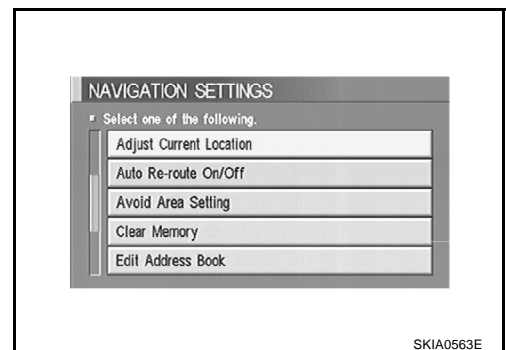 NAVIGATION SETTINGS
Select one of the following.
Adjust Current Location
Auto Re-route On/Off
Avoid Area Setting
Clear Memory
Edit Address Book
SKIA0563E